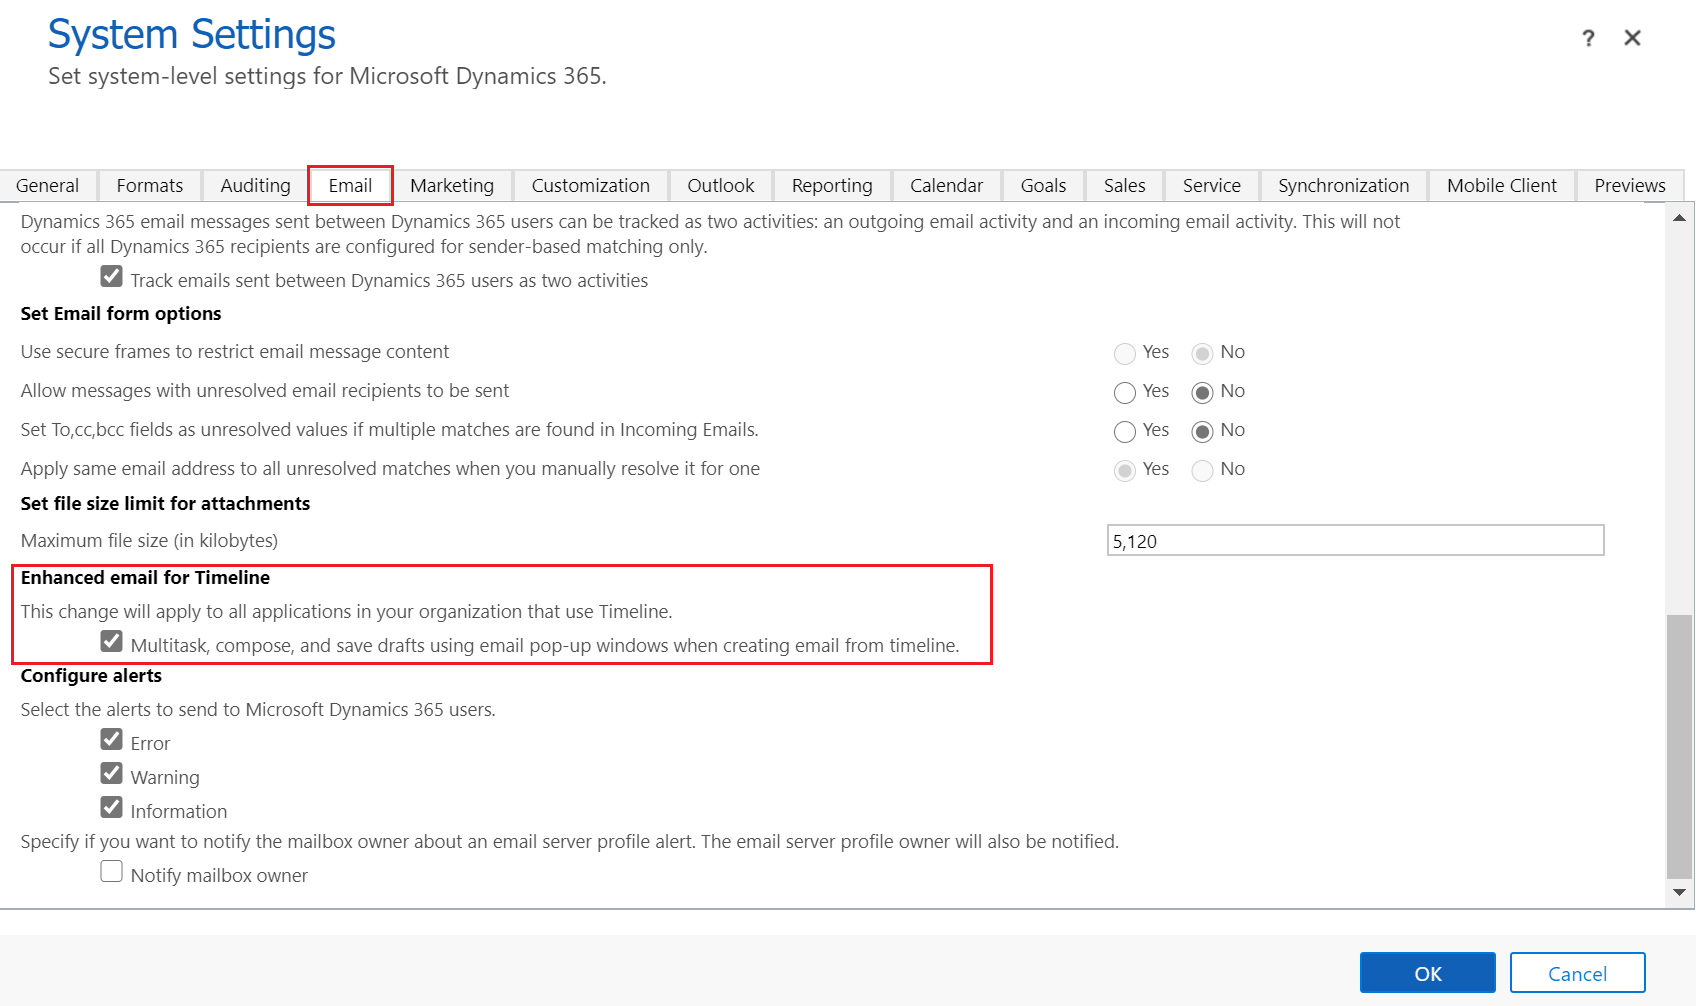 System Settings
? ×
Set system-level settings for Microsoft Dynamics 365.
General Formats Auditing Email Marketing Customization Outlook Reporting Calendar Goals Sales Service Synchronization Mobile Client Previews
Dynamics 365 email messages sent between Dynamics 365 users can be tracked as two activities: an outgoing email activity and an incoming email activity. This will not
occur if all Dynamics 365 recipients are configured for sender-based matching only.
Track emails sent between Dynamics 365 users as two activities
Set Email form options
Use secure frames to restrict email message content Yes No
Allow messages with unresolved email recipients to be sent Yes No
Set To,cc,bcc fields as unresolved values if multiple matches are found in Incoming Emails. Yes No
Apply same email address to all unresolved matches when you manually resolve it for one Yes No
Set file size limit for attachments
Maximum file size (in kilobytes) 5,120
Enhanced email for Timeline
This change will apply to all applications in your organization that use Timeline.
Multitask, compose, and save drafts using email pop-up windows when creating email from timeline.
Configure alerts
Select the alerts to send to Microsoft Dynamics 365 users.
Error
Warning
Information
Specify if you want to notify the mailbox owner about an email server profile alert. The email server profile owner will also be notified.
Notify mailbox owner
OK Cancel